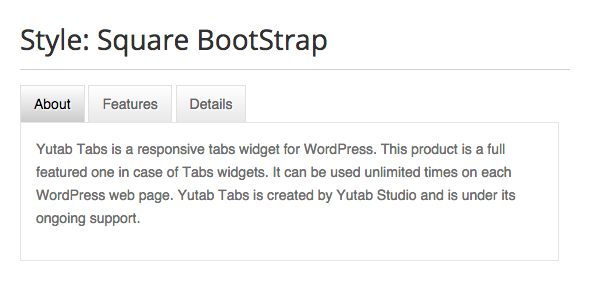 Style: Square BootStrap
About Features Details
Yutab Tabs is a responsive tabs widget for WordPress. This product is a full
featured one in case of Tabs widgets. It can be used unlimited times on each
WordPress web page. Yutab Tabs is created by Yutab Studio and is under its
ongoing support.